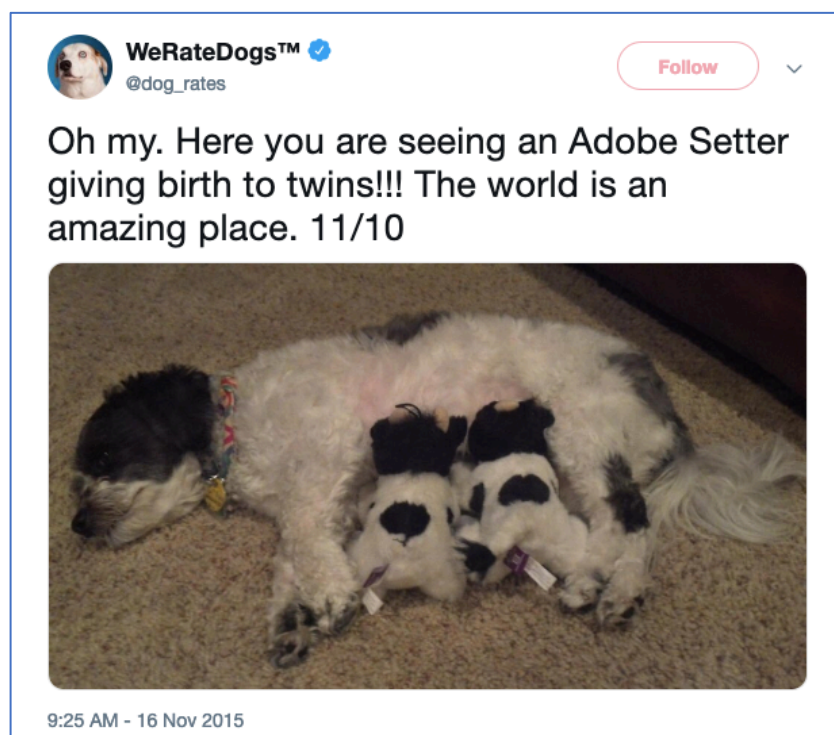 WeRateDogs™
@dog_rates
Follow
Oh my. Here you are seeing an Adobe Setter
giving birth to twins!!! The world is an
amazing place. 11/10
9:25 AM - 16 Nov 2015